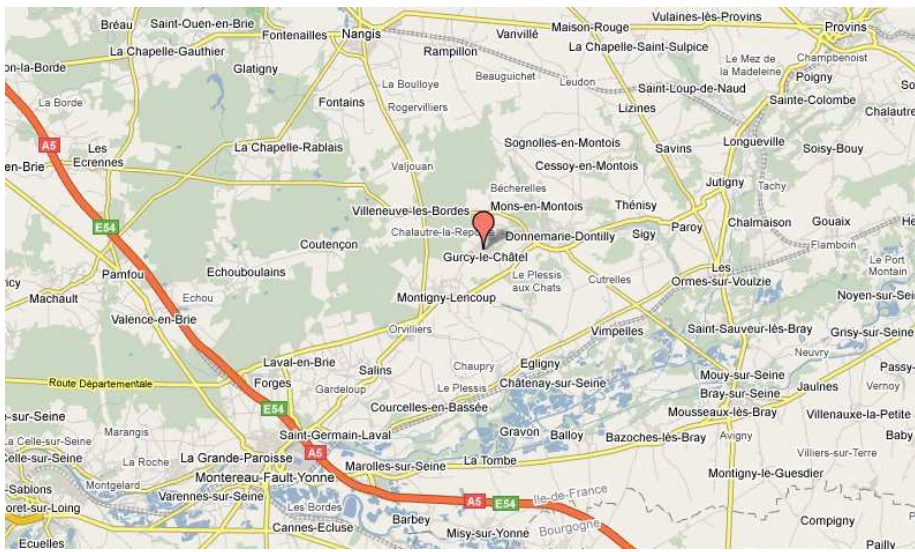 Bréau
Saint-Ouen-en-Brie
Fontenailles
Nangis
Vanvillé
Maison-Rouge
Vulaines-lès-Provins
Provins
La Chapelle-Gauthier
Rampillon
La Chapelle-Saint-Sulpice
Champbenoist
on-la-Borde
Glatigny
La Boulloye
Beauguichet
Leudon
Le Mez de
la Madeleine
Poigny
La Borde
Fontains
Rogervilliers
Saint-Loup-de-Naud
Sainte-Colombe
Lizines
Chalautre
A5
Les
Ecrennes
La Chapelle-Rablais
Sognolles-en-Montois
Savins
Longueville
Soisy-Bouy
en-Brie
Valjouan
Cessoy-en-Montois
Bécherelles
Jutigny
Tachy
Villeneuve-les-Bordes
Mons-en-Montois
Thénisy
E54
Chalautre-la-Reposte
Donnemarie-Dontilly
Sigy
Paroy
Chalmaison
Gouaix
Coutençon
Gurcy-le-Châtel
Flamboin
Pamfou
Echouboulains
Le Plessis
aux Chats
Cutrelles
Les
Ormes-sur-Voulzie
Le Port
Montain
Machault
Echou
Montigny-Lencoup
Noyen-sur-Sei
Valence-en-Brie
Orvilliers
Vimpelles
Saint-Sauveur-lès-Bray
Grisy-sur-Sei
Laval-en-Brie
Chaupry
Egligny
Neuvry
Passy-
Route Départementale
Forges
Salins
Gardeloup
Le Plessis
Châtenay-sur-Seine
Mouy-sur-Seine
Bray-sur-Seine
Jaulnes
Vernoy
E54
Courcelles-en-Bassée
Mousseaux-lès-Bray
Villenauxe-la-Petite
e-sur-Seine
Marangis
Saint-Germain-Laval
Gravon
Balloy
Bazoches-lès-Bray
Avigny
Baby
La Celle-sur-Seine
Celle-sur-Seine
La Roche
La Grande-Paroisse
A5
La Tombe
Villiers-sur-Terre
Sablons
Montgelard
Montereau-Fault-Yonne
Marolles-sur-Seine
Montigny-le-Guesdier
Varennes-sur-Seine
oret-sur-Loing
Les Bordes
A5
E54
Ile-de-France
Bourgogne
Barbey
Compigny
Ecuelles
Cannes-Ecluse
Misy-sur-Yonne
Pailly